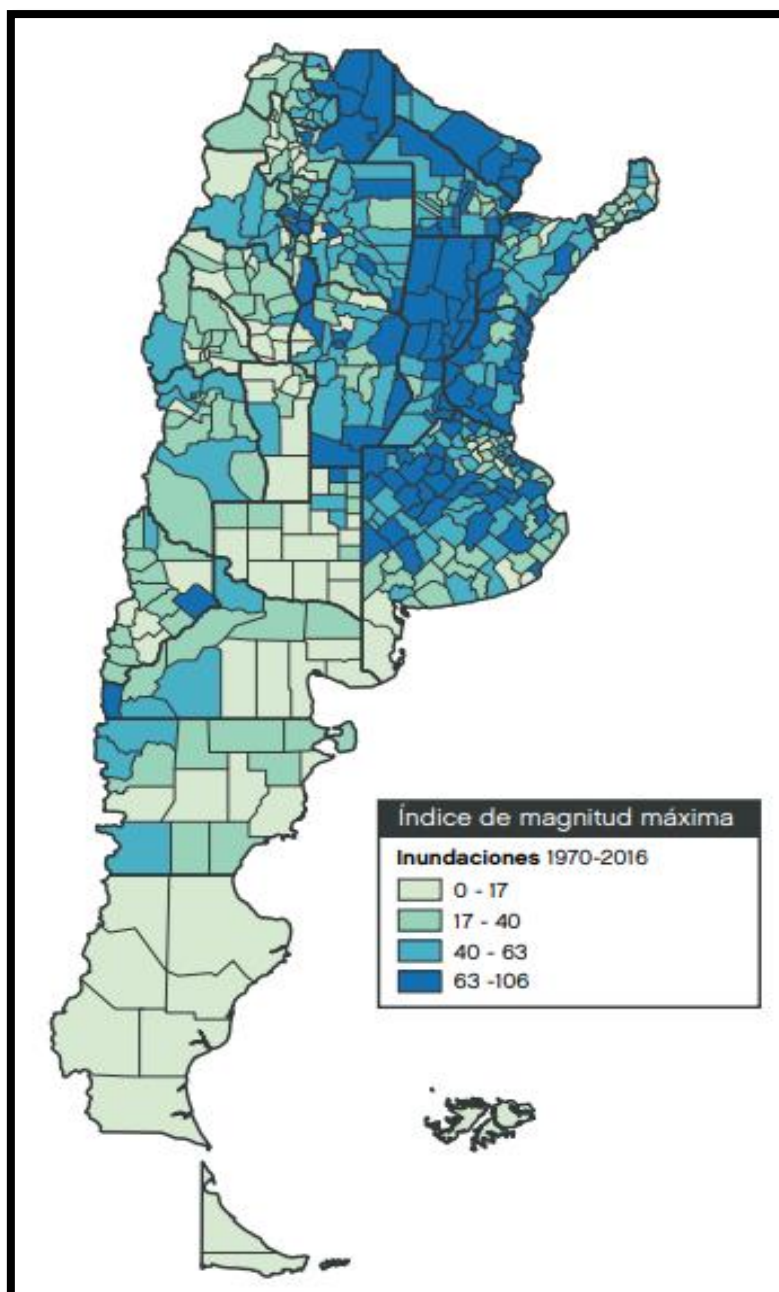 Índice de magnitud máxima
Inundaciones 1970-2016
0 - 17
17 - 40
40 - 63
63 -106